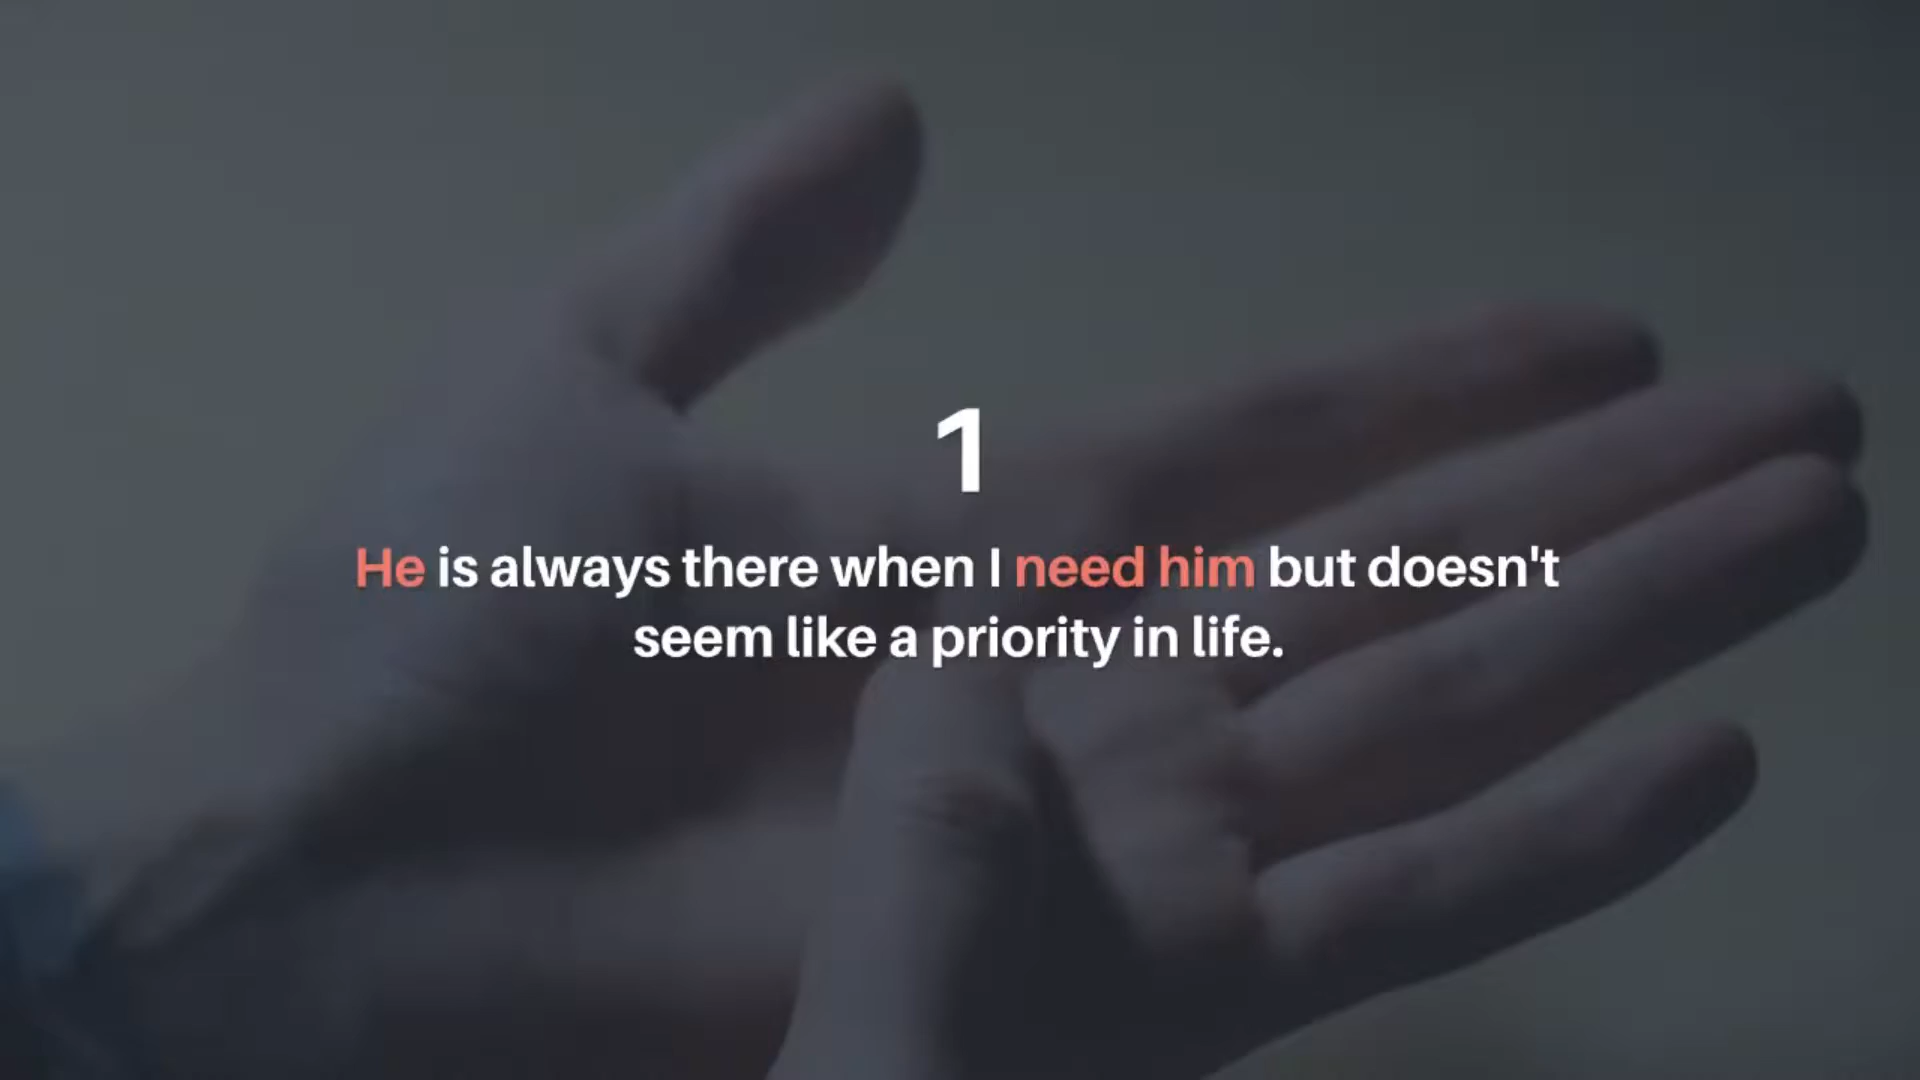 1
He is always there when I need him but doesn't
seem like a priority in life.